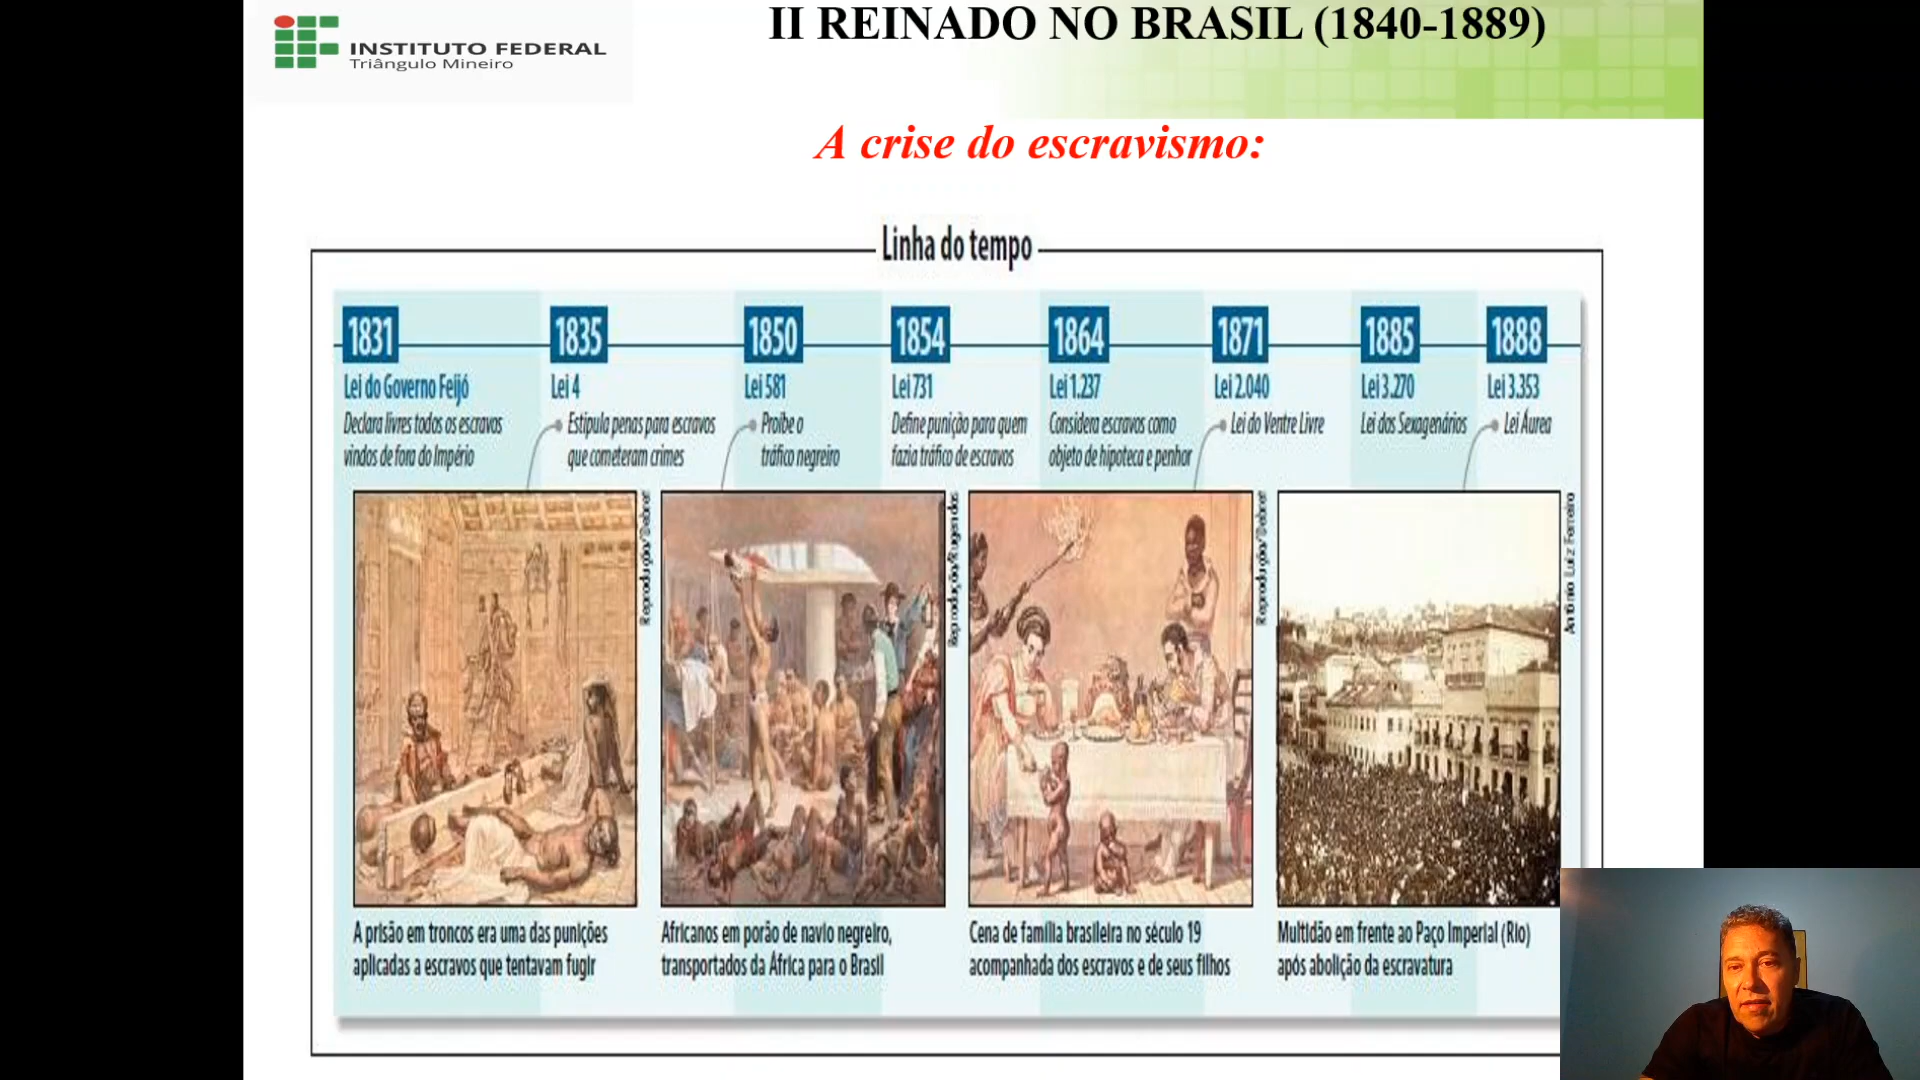 INSTITUTO FEDERAL
Triângulo Mineiro
II REINADO NO BRASIL (1840-1889)
A crise do escravismo:
Linha do tempo
1831
Lei do Governo Feijó
Declara livres todos os escravos
vindos de fora do Império
1835
Lei 4
Estipula penas para escravos
que cometeram crimes
1850
Lei 581
Proíbe o
tráfico negreiro
1854
Lei 731
Define punição para quem
fazia tráfico de escravos
1864
Lei 1.237
Considera escravos como
objeto de hipoteca e penhor
1871
Lei 2.040
Lei do Ventre Livre
1885
Lei 3.270
Lei dos Sexagenários
1888
Lei 3.353
Lei Áurea
Reprodução/Debret
Reprodução/Rugendas
Reprodução/Debret
Antônio Luiz Ferreira
A prisão em troncos era uma das punições
aplicadas a escravos que tentavam fugir
Africanos em porão de navio negreiro,
transportados da África para o Brasil
Cena de família brasileira no século 19
acompanhada dos escravos e de seus filhos
Multidão em frente ao Paço Imperial (Rio)
após abolição da escravatura